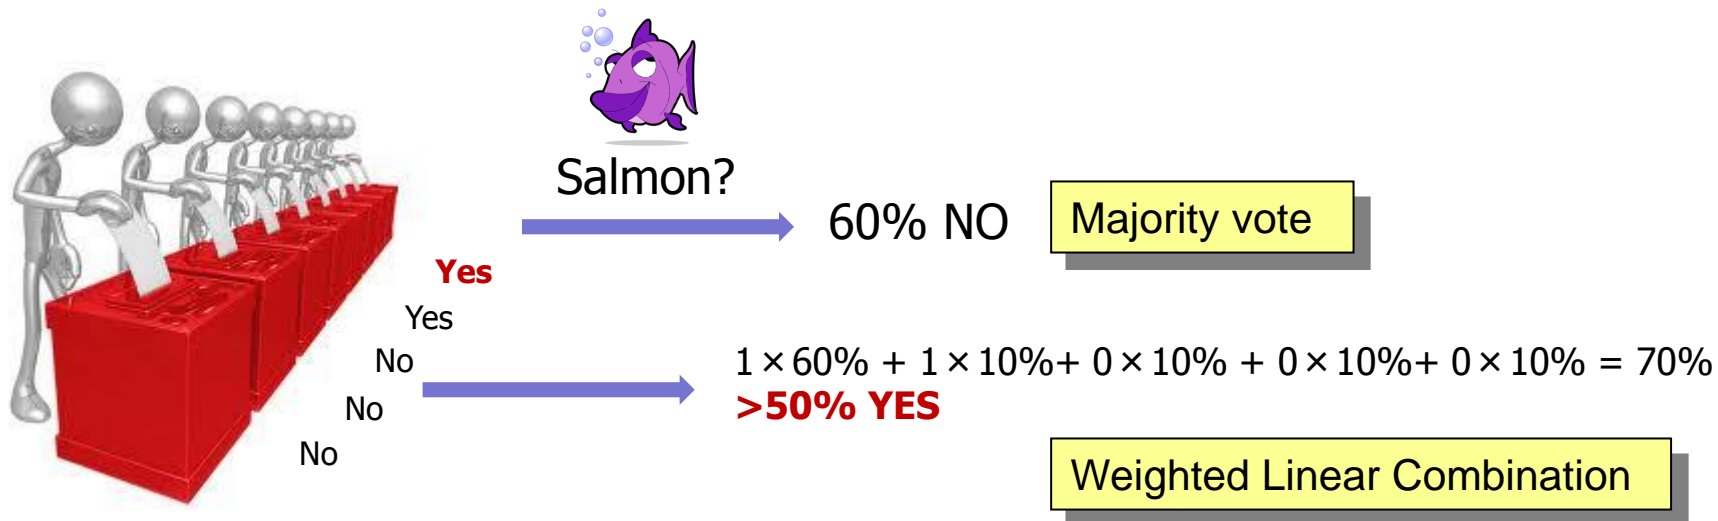 Salmon?
60% NO
Majority vote
Yes
Yes
No
No
No
1×60% + 1×10%+ 0×10% + 0×10%+ 0×10% = 70%
>50% YES
Weighted Linear Combination